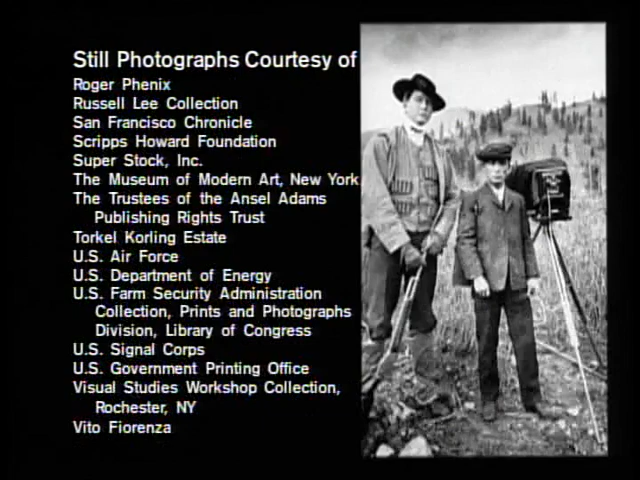 Still Photographs Courtesy of
Roger Phenix
Russell Lee Collection
San Francisco Chronicle
Scripps Howard Foundation
Super Stock, Inc.
The Museum of Modern Art, New York
The Trustees of the Ansel Adams
Publishing Rights Trust
Torkel Korling Estate
U.S. Air Force
U.S. Department of Energy
U.S. Farm Security Administration
Collection, Prints and Photographs
Division, Library of Congress
U.S. Signal Corps
U.S. Government Printing Office
Visual Studies Workshop Collection,
Rochester, NY
Vito Fiorenza